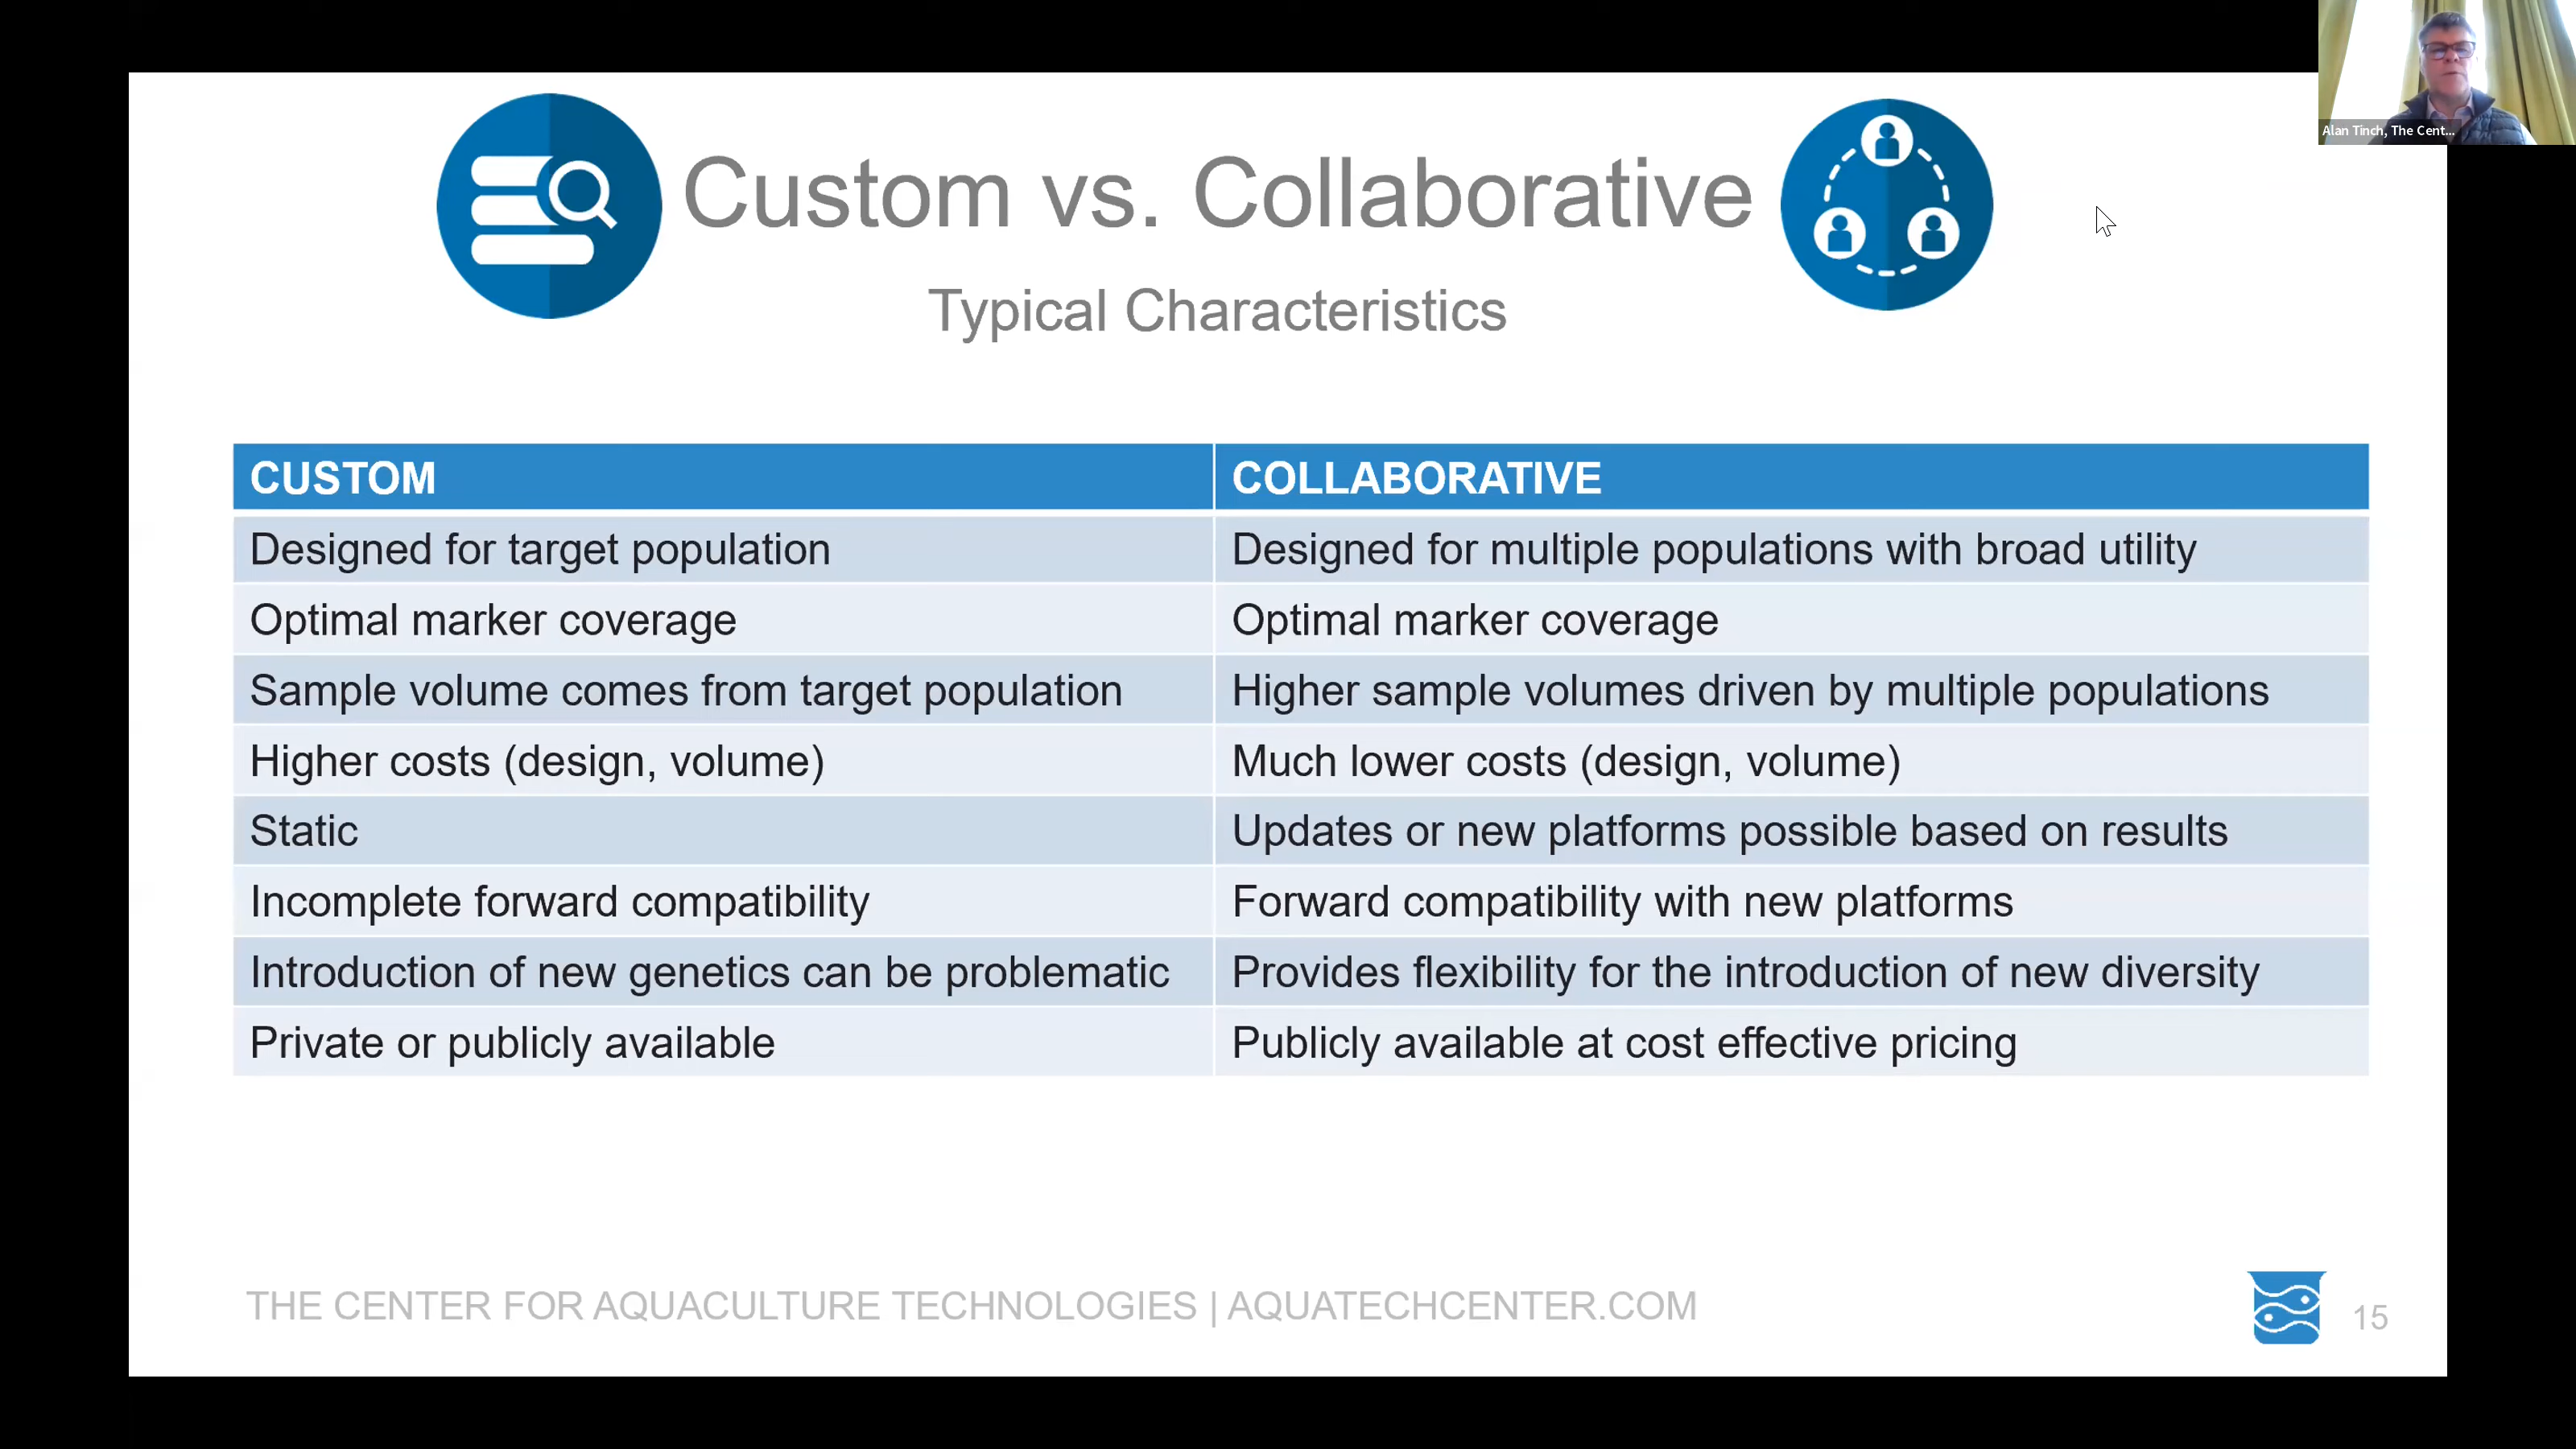 Alan Tinch, The Cent...
Custom vs. Collaborative
Typical Characteristics
CUSTOM
COLLABORATIVE
Designed for target population
Designed for multiple populations with broad utility
Optimal marker coverage
Optimal marker coverage
Sample volume comes from target population
Higher sample volumes driven by multiple populations
Higher costs (design, volume)
Much lower costs (design, volume)
Static
Updates or new platforms possible based on results
Incomplete forward compatibility
Forward compatibility with new platforms
Introduction of new genetics can be problematic
Provides flexibility for the introduction of new diversity
Private or publicly available
Publicly available at cost effective pricing
THE CENTER FOR AQUACULTURE TECHNOLOGIES | AQUATECHCENTER.COM
15